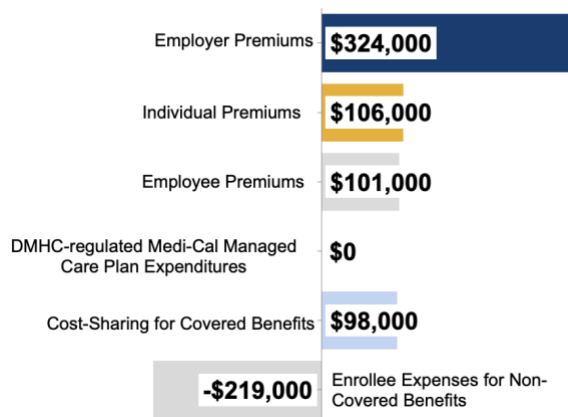 Employer Premiums $324,000
Individual Premiums $106,000
Employee Premiums $101,000
DMHC-regulated Medi-Cal Managed
Care Plan Expenditures
$0
Cost-Sharing for Covered Benefits $98,000
-$219,000
Enrollee Expenses for Non-
Covered Benefits